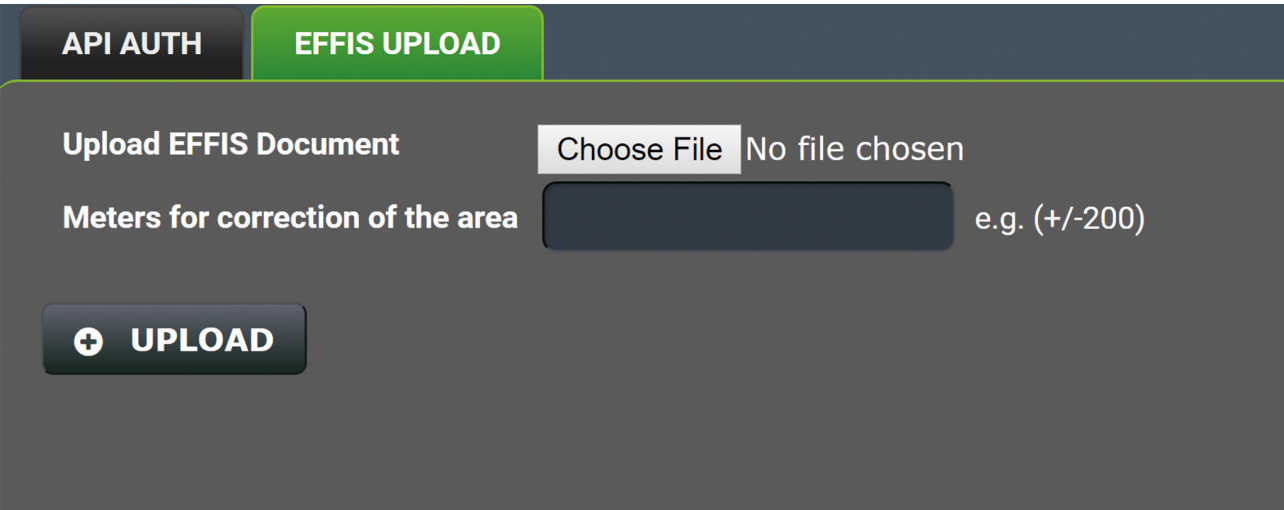 API AUTH EFFIS UPLOAD
Upload EFFIS Document Choose File No file chosen
Meters for correction of the area e.g. (+/-200)
UPLOAD